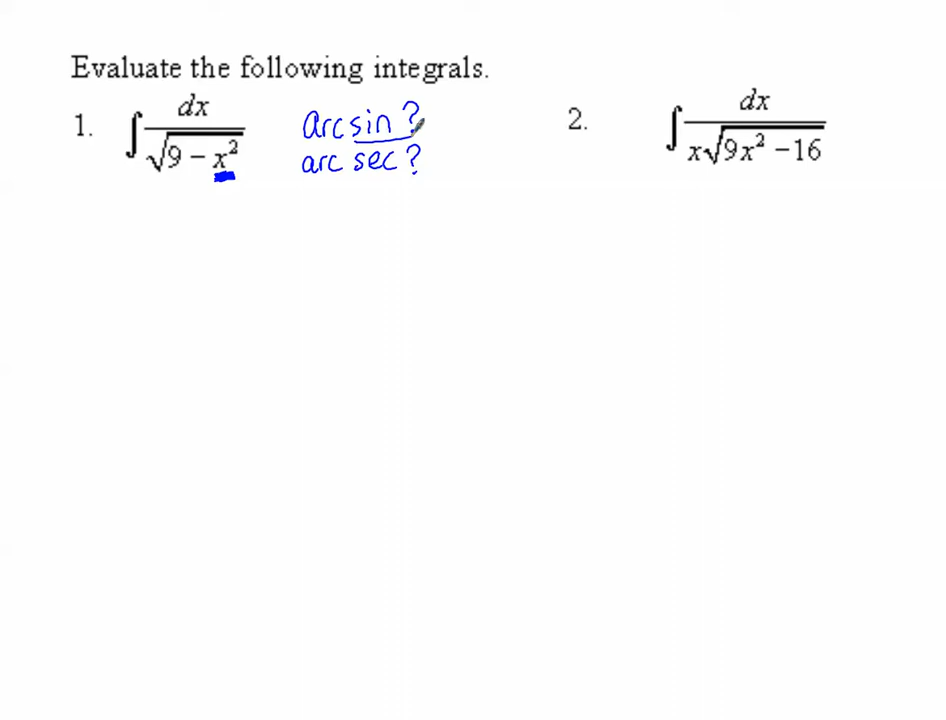 Evaluate the following integrals.
1. ∫ dx / √(9 − x²)
arcsin ?
arc sec ?
2. ∫ dx / (x√(9x² − 16))